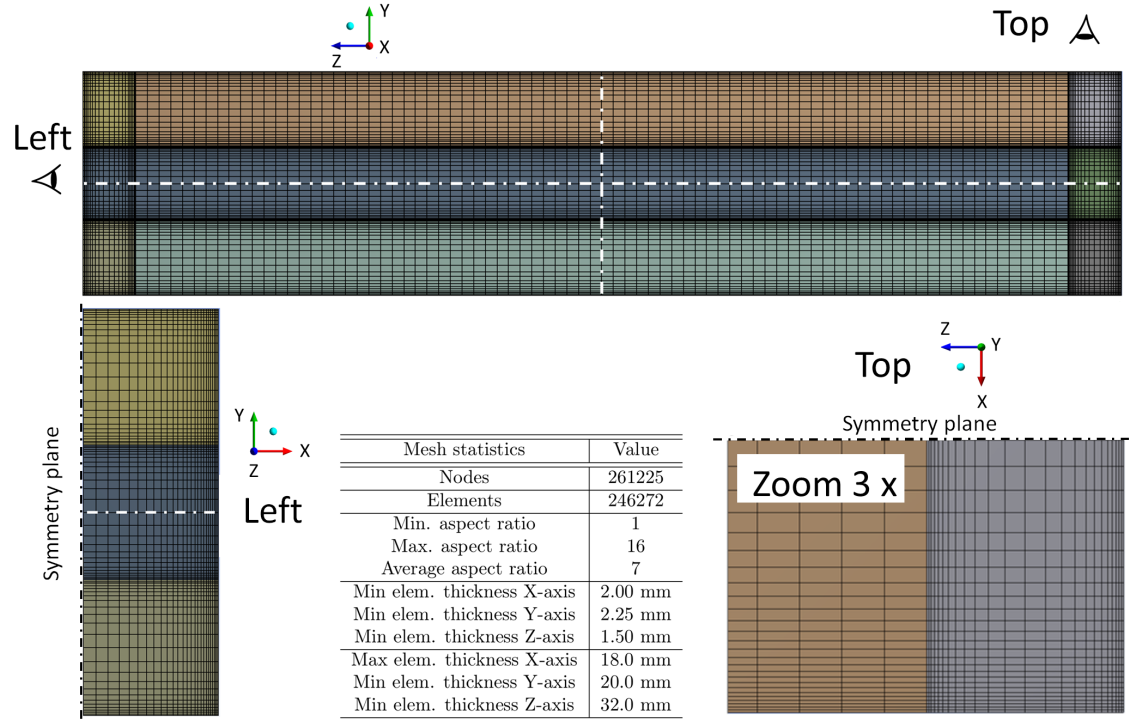 Y
Z
X
Top
Left
Symmetry plane
Y
X
Z
Left
Mesh statistics Value
Nodes 261225
Elements 246272
Min. aspect ratio 1
Max. aspect ratio 16
Average aspect ratio 7
Min elem. thickness X-axis 2.00 mm
Min elem. thickness Y-axis 2.25 mm
Min elem. thickness Z-axis 1.50 mm
Max elem. thickness X-axis 18.0 mm
Min elem. thickness Y-axis 20.0 mm
Min elem. thickness Z-axis 32.0 mm
Z
Y
X
Top
Symmetry plane
Zoom 3 x